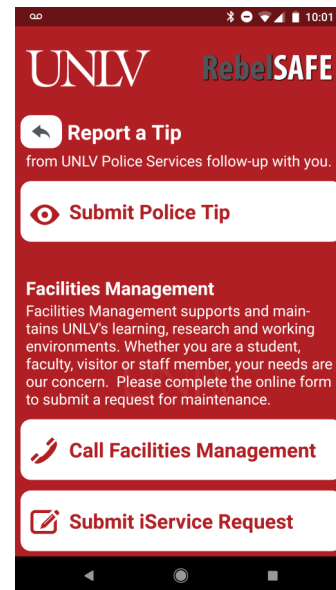 10:01
UNLV RebelSAFE
Report a Tip
from UNLV Police Services follow-up with you.
Submit Police Tip
Facilities Management
Facilities Management supports and main-
tains UNLV's learning, research and working
environments. Whether you are a student,
faculty, visitor or staff member, your needs are
our concern.  Please complete the online form
to submit a request for maintenance.
Call Facilities Management
Submit iService Request